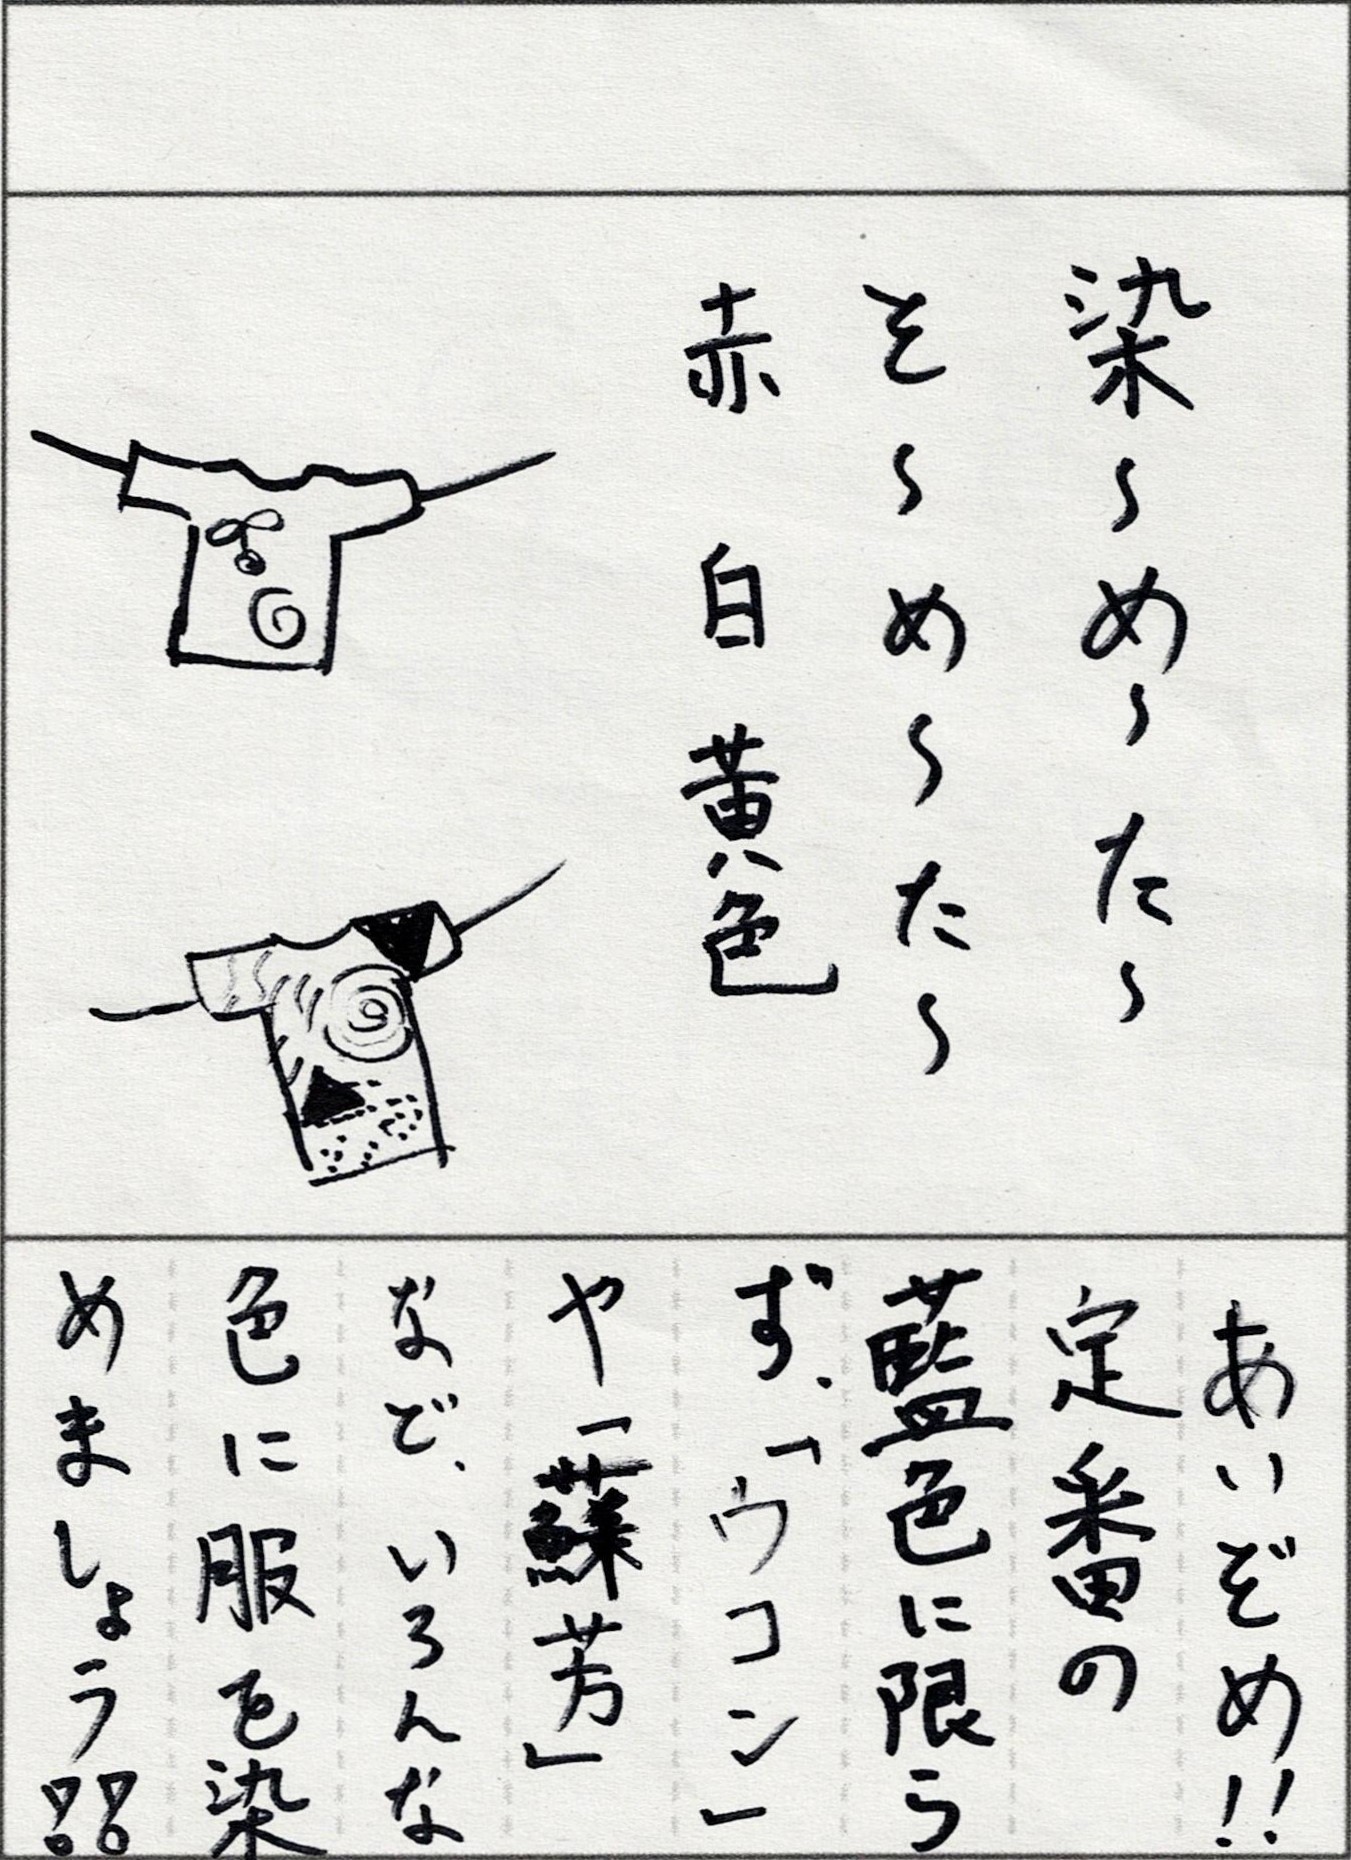 染〜め〜た〜
そ〜め〜た〜
赤 白 黄色
あいぞめ!!
定番の
藍色に限ら
ず、「ウコン」
や「蘇芳」
など、いろんな
色に服を染
めましょう!!